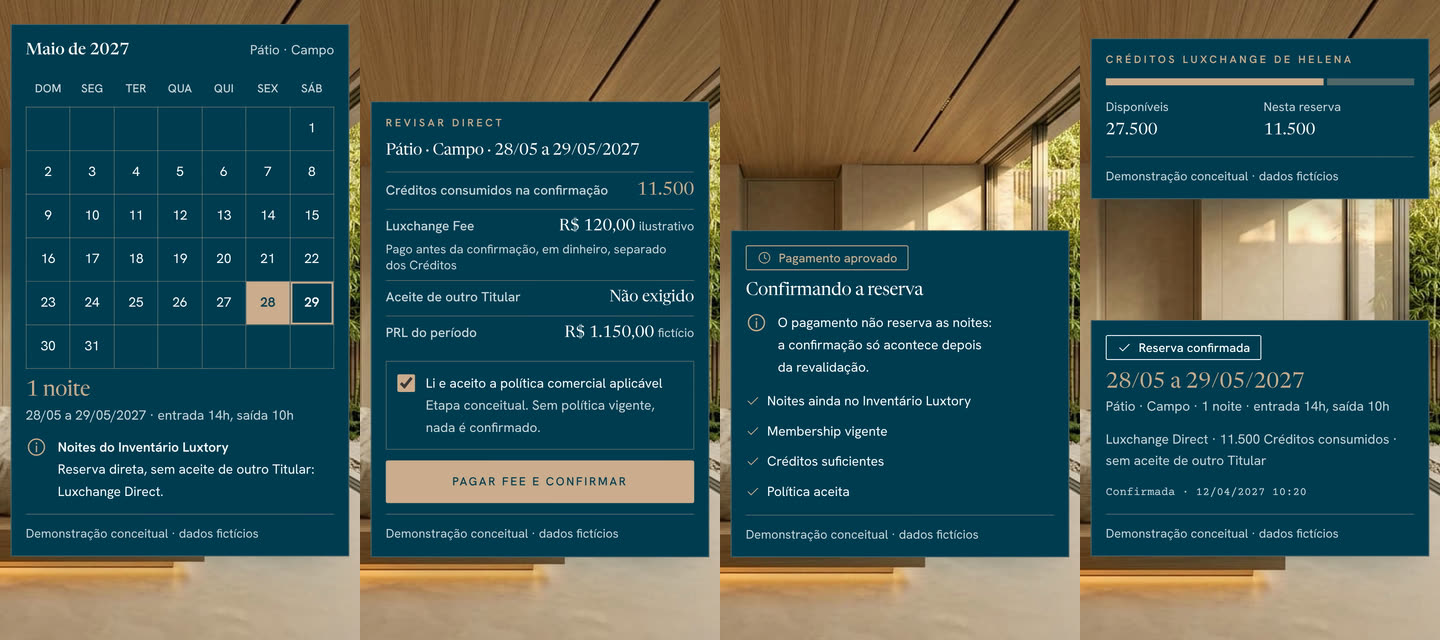 Maio de 2027
Pátio · Campo
DOM SEG TER QUA QUI SEX SÁB
1
2 3 4 5 6 7 8
9 10 11 12 13 14 15
16 17 18 19 20 21 22
23 24 25 26 27 28 29
30 31
1 noite
28/05 a 29/05/2027 · entrada 14h, saída 10h
Noites do Inventário Luxtory
Reserva direta, sem aceite de outro Titular:
Luxchange Direct.
Demonstração conceitual · dados fictícios
REVISAR DIRECT
Pátio · Campo · 28/05 a 29/05/2027
Créditos consumidos na confirmação 11.500
Luxchange Fee R$ 120,00 ilustrativo
Pago antes da confirmação, em dinheiro, separado
dos Créditos
Aceite de outro Titular Não exigido
PRL do período R$ 1.150,00 fictício
Li e aceito a política comercial aplicável
Etapa conceitual. Sem política vigente,
nada é confirmado.
PAGAR FEE E CONFIRMAR
Demonstração conceitual · dados fictícios
Pagamento aprovado
Confirmando a reserva
O pagamento não reserva as noites:
a confirmação só acontece depois
da revalidação.
Noites ainda no Inventário Luxtory
Membership vigente
Créditos suficientes
Política aceita
Demonstração conceitual · dados fictícios
CRÉDITOS LUXCHANGE DE HELENA
Disponíveis Nesta reserva
27.500 11.500
Demonstração conceitual · dados fictícios
Reserva confirmada
28/05 a 29/05/2027
Pátio · Campo · 1 noite · entrada 14h, saída 10h
Luxchange Direct · 11.500 Créditos consumidos ·
sem aceite de outro Titular
Confirmada · 12/04/2027 10:20
Demonstração conceitual · dados fictícios